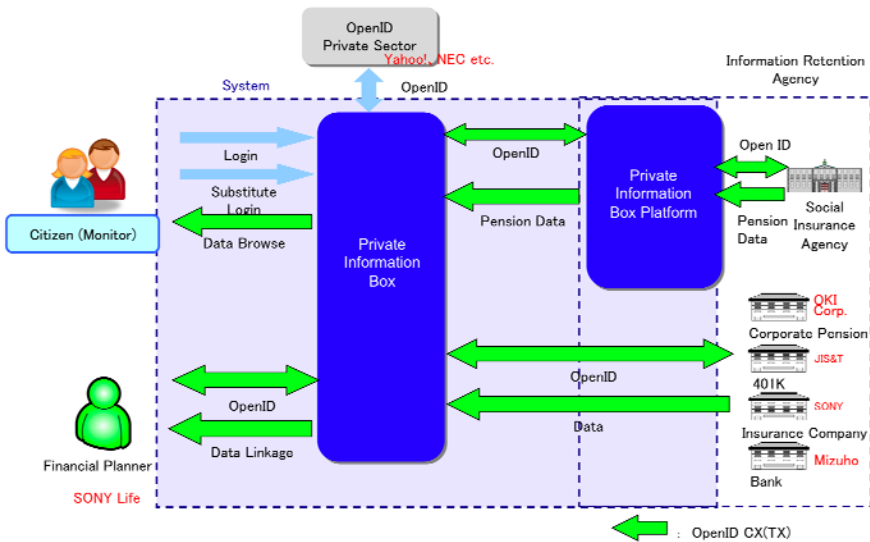 OpenID
Private Sector
Yahoo!、NEC etc.
OpenID
Information Retention
Agency
System
Login
Substitute
Login
Data Browse
Citizen (Monitor)
Private
Information
Box
OpenID
Pension Data
Private
Information
Box Platform
Open ID
Pension
Data
Social
Insurance
Agency
OKI
Corp.
Corporate Pension
JIS&T
401K
SONY
Insurance Company
Mizuho
Bank
OpenID
Data
OpenID
Data Linkage
Financial Planner
SONY Life
: OpenID CX(TX)